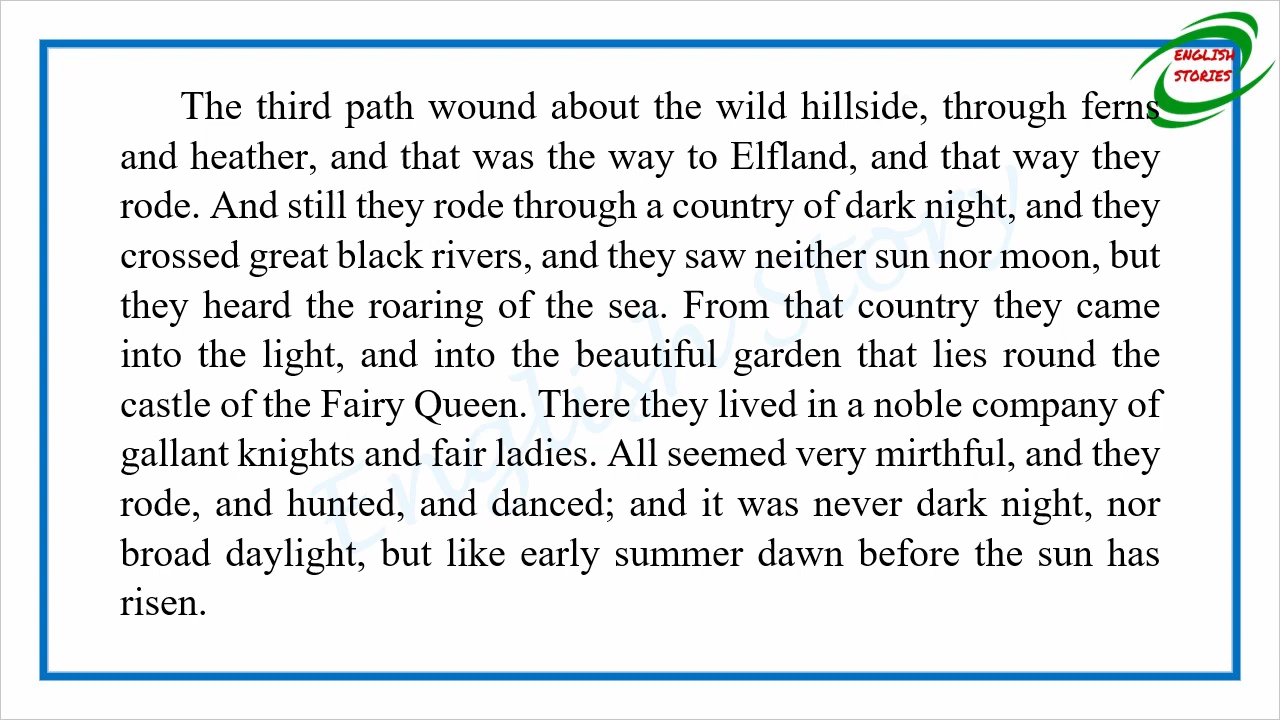 ENGLISH
STORIES
The third path wound about the wild hillside, through ferns
and heather, and that was the way to Elfland, and that way they
rode. And still they rode through a country of dark night, and they
crossed great black rivers, and they saw neither sun nor moon, but
they heard the roaring of the sea. From that country they came
into the light, and into the beautiful garden that lies round the
castle of the Fairy Queen. There they lived in a noble company of
gallant knights and fair ladies. All seemed very mirthful, and they
rode, and hunted, and danced; and it was never dark night, nor
broad daylight, but like early summer dawn before the sun has
risen.
English Story